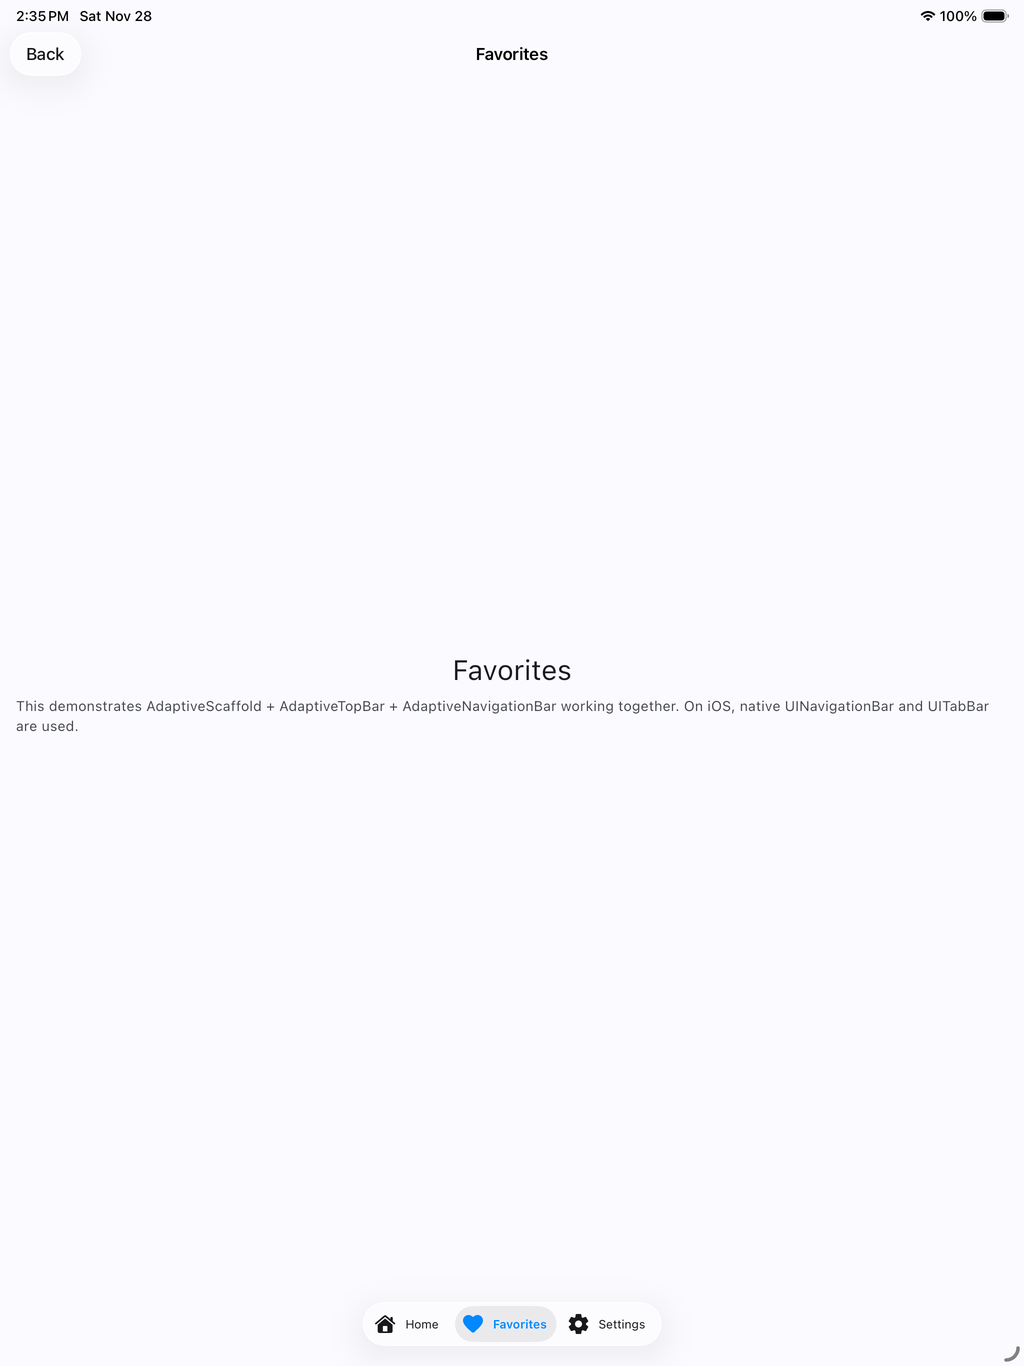 2:35 PM Sat Nov 28 100%
Back Favorites
Favorites
This demonstrates AdaptiveScaffold + AdaptiveTopBar + AdaptiveNavigationBar working together. On iOS, native UINavigationBar and UITabBar
are used.
Home Favorites Settings